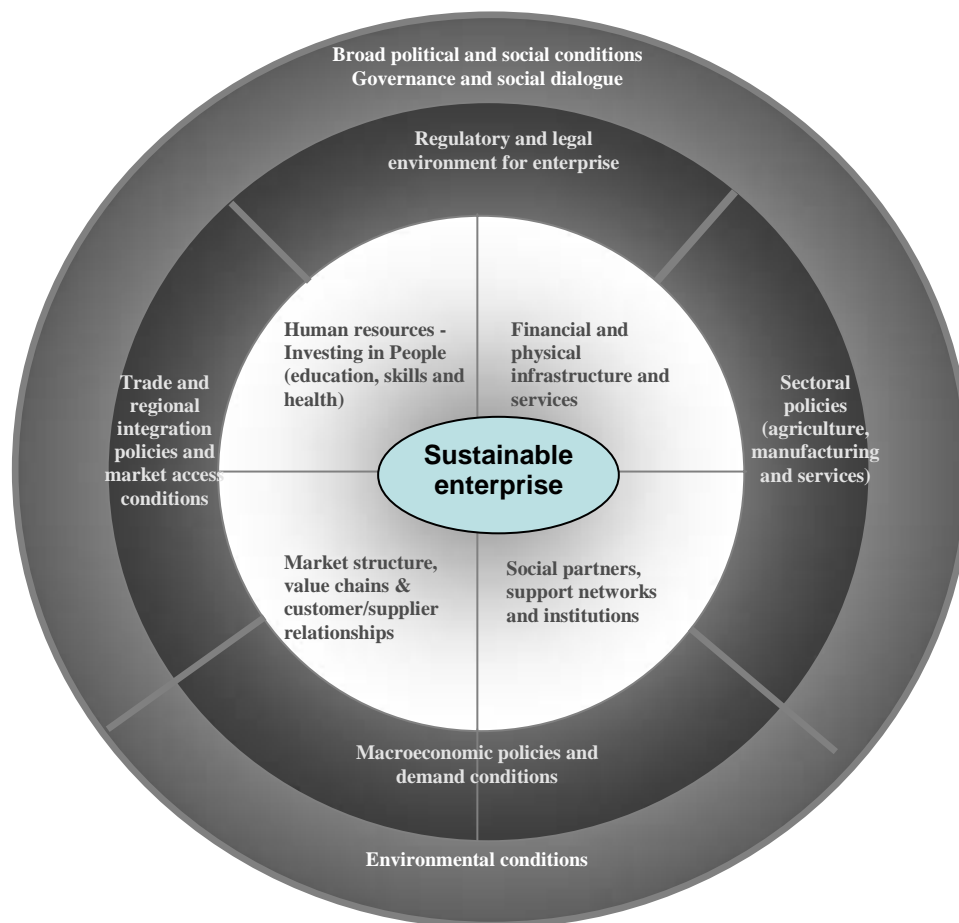 Broad political and social conditions
Governance and social dialogue
Regulatory and legal
environment for enterprise
Human resources -
Investing in People
(education, skills and
health)
Financial and
physical
infrastructure and
services
Trade and
regional
integration
policies and
market access
conditions
Sectoral
policies
(agriculture,
manufacturing
and services)
Sustainable
enterprise
Market structure,
value chains &
customer/supplier
relationships
Social partners,
support networks
and institutions
Macroeconomic policies and
demand conditions
Environmental conditions